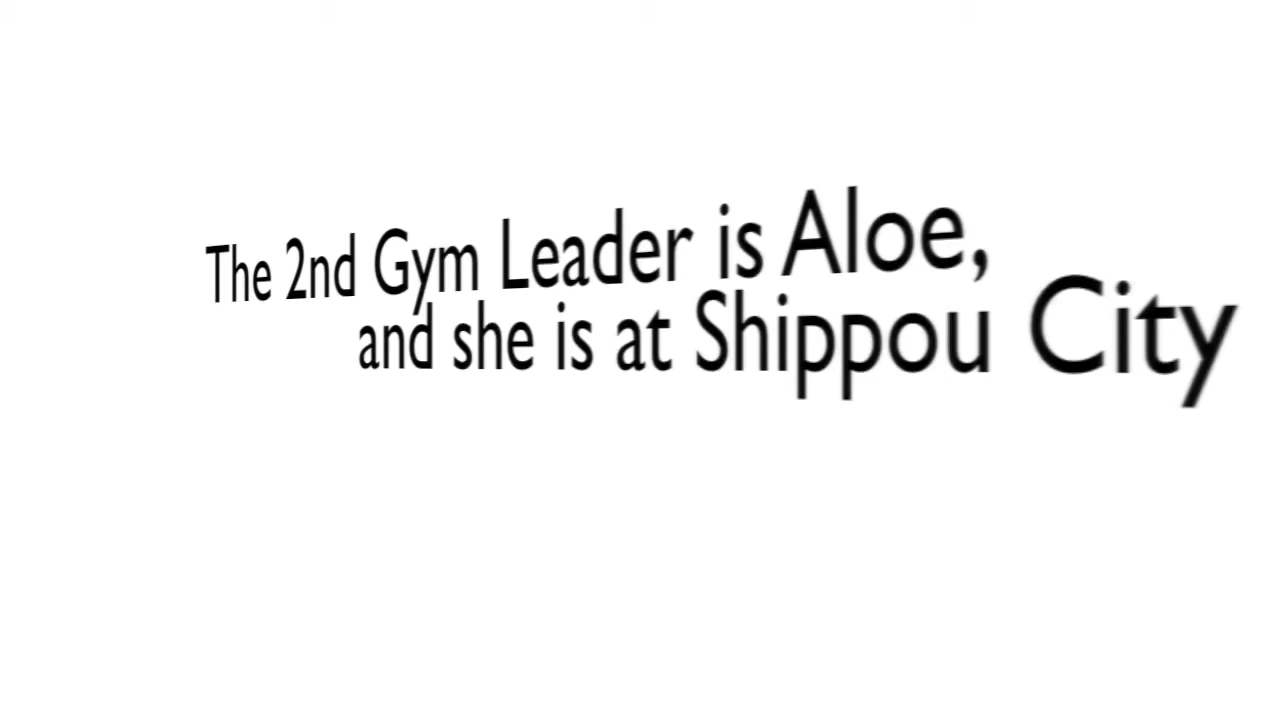 The 2nd Gym Leader is Aloe,
and she is at Shippou City